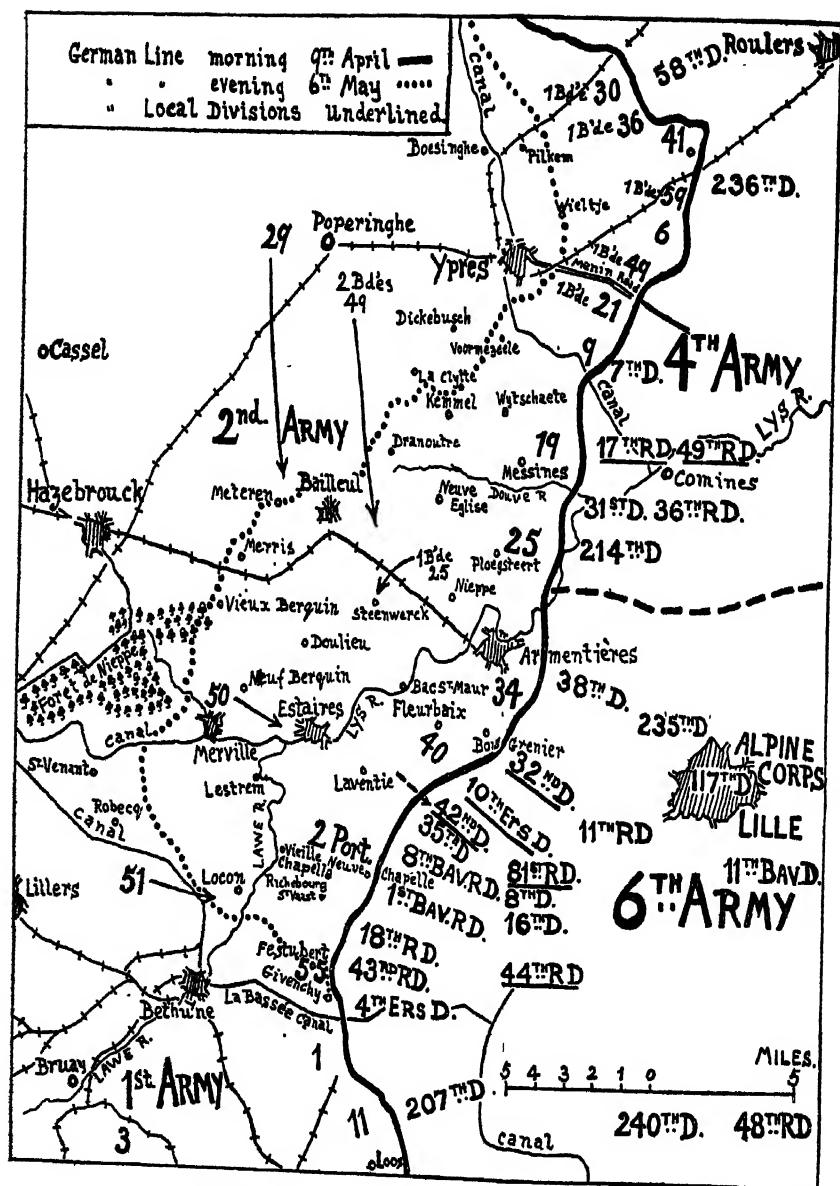 German Line morning 9TH April
" " evening 6TH May
" Local Divisions Underlined
Canal
58TH D.
Roulers
1 Bd'e 30
1 B'de 36
41
Boesinghe
Pilkem
1 B'de 59
236TH D.
Wieltje
6
29
Poperinghe
Ypres
1 B'de 49
Menin Road
2 Bd'es
49
1 B'de 21
Dickebusch
Voormezeele
9
Canal
7TH D.
4TH ARMY
Cassel
La Clytte
Kemmel
Wytschaete
LYS R.
2nd. ARMY
Dranoutre
19
Messines
17TH RD
49TH RD.
Comines
Hazebrouck
Meteren
Bailleul
Neuve
Eglise
Douve R
31ST D.
36TH RD.
214TH D
Merris
1 B'de
25
Ploegsteert
25
Nieppe
Vieux Berquin
Steenwerck
Doulieu
Armentières
Forêt de Nieppe
Neuf Berquin
Bac St Maur
34
38TH D.
50
Estaires
LYS R.
Fleurbaix
235TH D
canal
Merville
40
Bois Grenier
ALPINE
CORPS
117TH D
LILLE
St Venant
Lestrem
Laventie
32ND D.
10TH ERS D.
11TH RD
Robecq
canal
LAWE R.
42ND D.
35TH D
2 Port
Vieille
Chapelle
Neuve
Chapelle
8TH BAV. RD.
81ST RD.
11TH BAV. D.
51
Locon
Richebourg
St Vaast
1ST BAV. RD.
8TH D.
16TH D.
6TH ARMY
Lillers
18TH RD.
Festubert
55
Givenchy
43RD RD.
44TH RD
Bethune
La Bassée Canal
4TH ERS D.
Bruay
LAWE R.
1
MILES.
5 4 3 2 1 0 5
1st. ARMY
207TH D.
3
11
240TH D.
48TH RD
Loos
canal